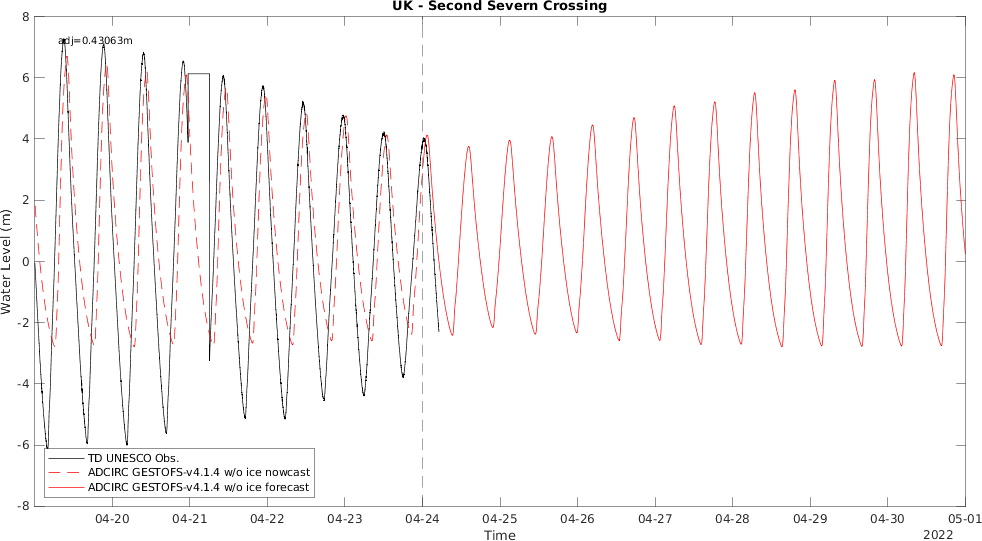 UK - Second Severn Crossing
adj=0.43063m
8
6
4
2
0
-2
-4
-6
-8
Water Level (m)
TD UNESCO Obs.
ADCIRC GESTOFS-v4.1.4 w/o ice nowcast
ADCIRC GESTOFS-v4.1.4 w/o ice forecast
04-20 04-21 04-22 04-23 04-24 04-25 04-26 04-27 04-28 04-29 04-30 05-01
Time
2022